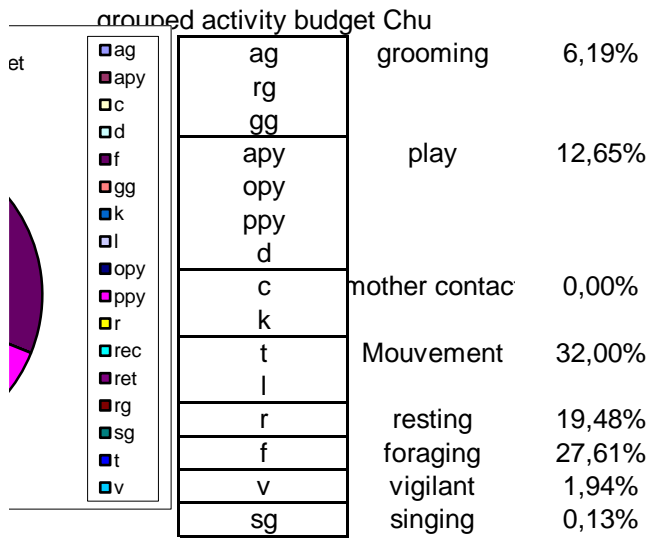 grouped activity budget Chu
et
ag
apy
c
d
f
gg
k
l
opy
ppy
r
rec
ret
rg
sg
t
v
ag grooming 6,19%
rg
gg
apy play 12,65%
opy
ppy
d
c mother contac 0,00%
k
t Mouvement 32,00%
l
r resting 19,48%
f foraging 27,61%
v vigilant 1,94%
sg singing 0,13%